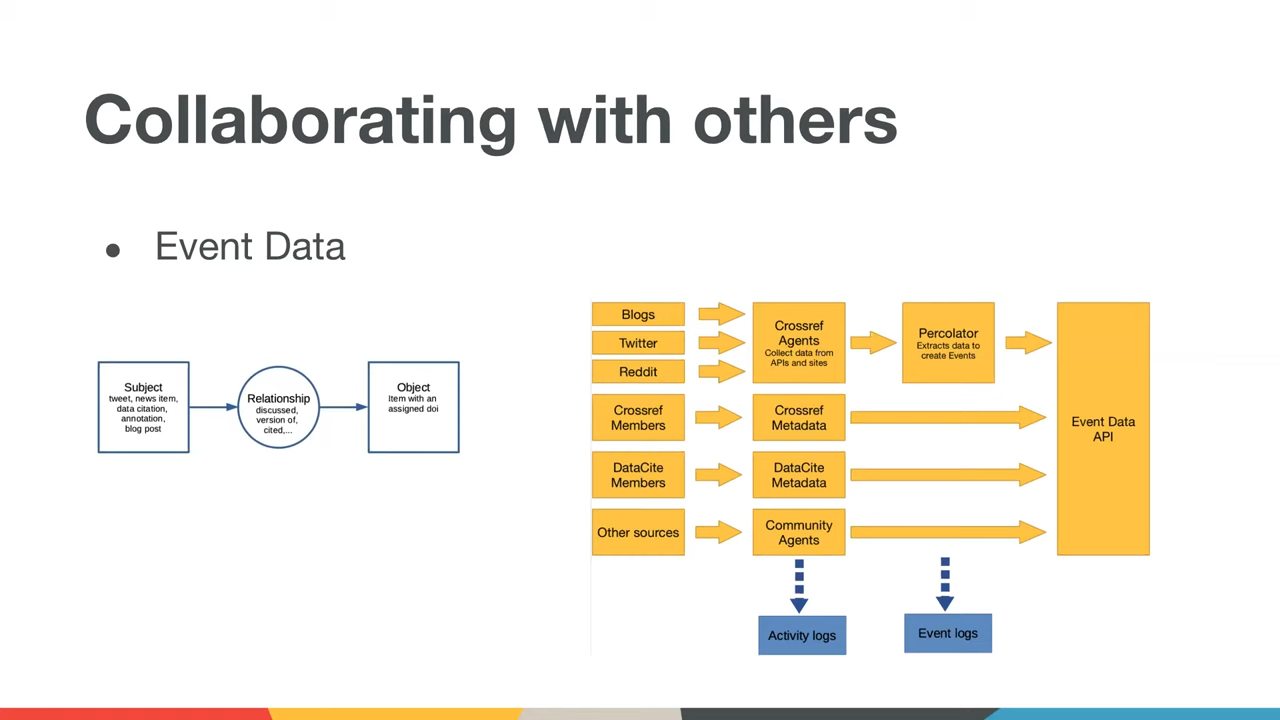 Collaborating with others
● Event Data
Subject
tweet, news item,
data citation,
annotation,
blog post
Relationship
discussed,
version of,
cited,...
Object
Item with an
assigned doi
Blogs
Twitter
Reddit
Crossref
Agents
Collect data from
APIs and sites
Percolator
Extracts data to
create Events
Crossref
Members
Crossref
Metadata
DataCite
Members
DataCite
Metadata
Other sources
Community
Agents
Event Data
API
Activity logs
Event logs